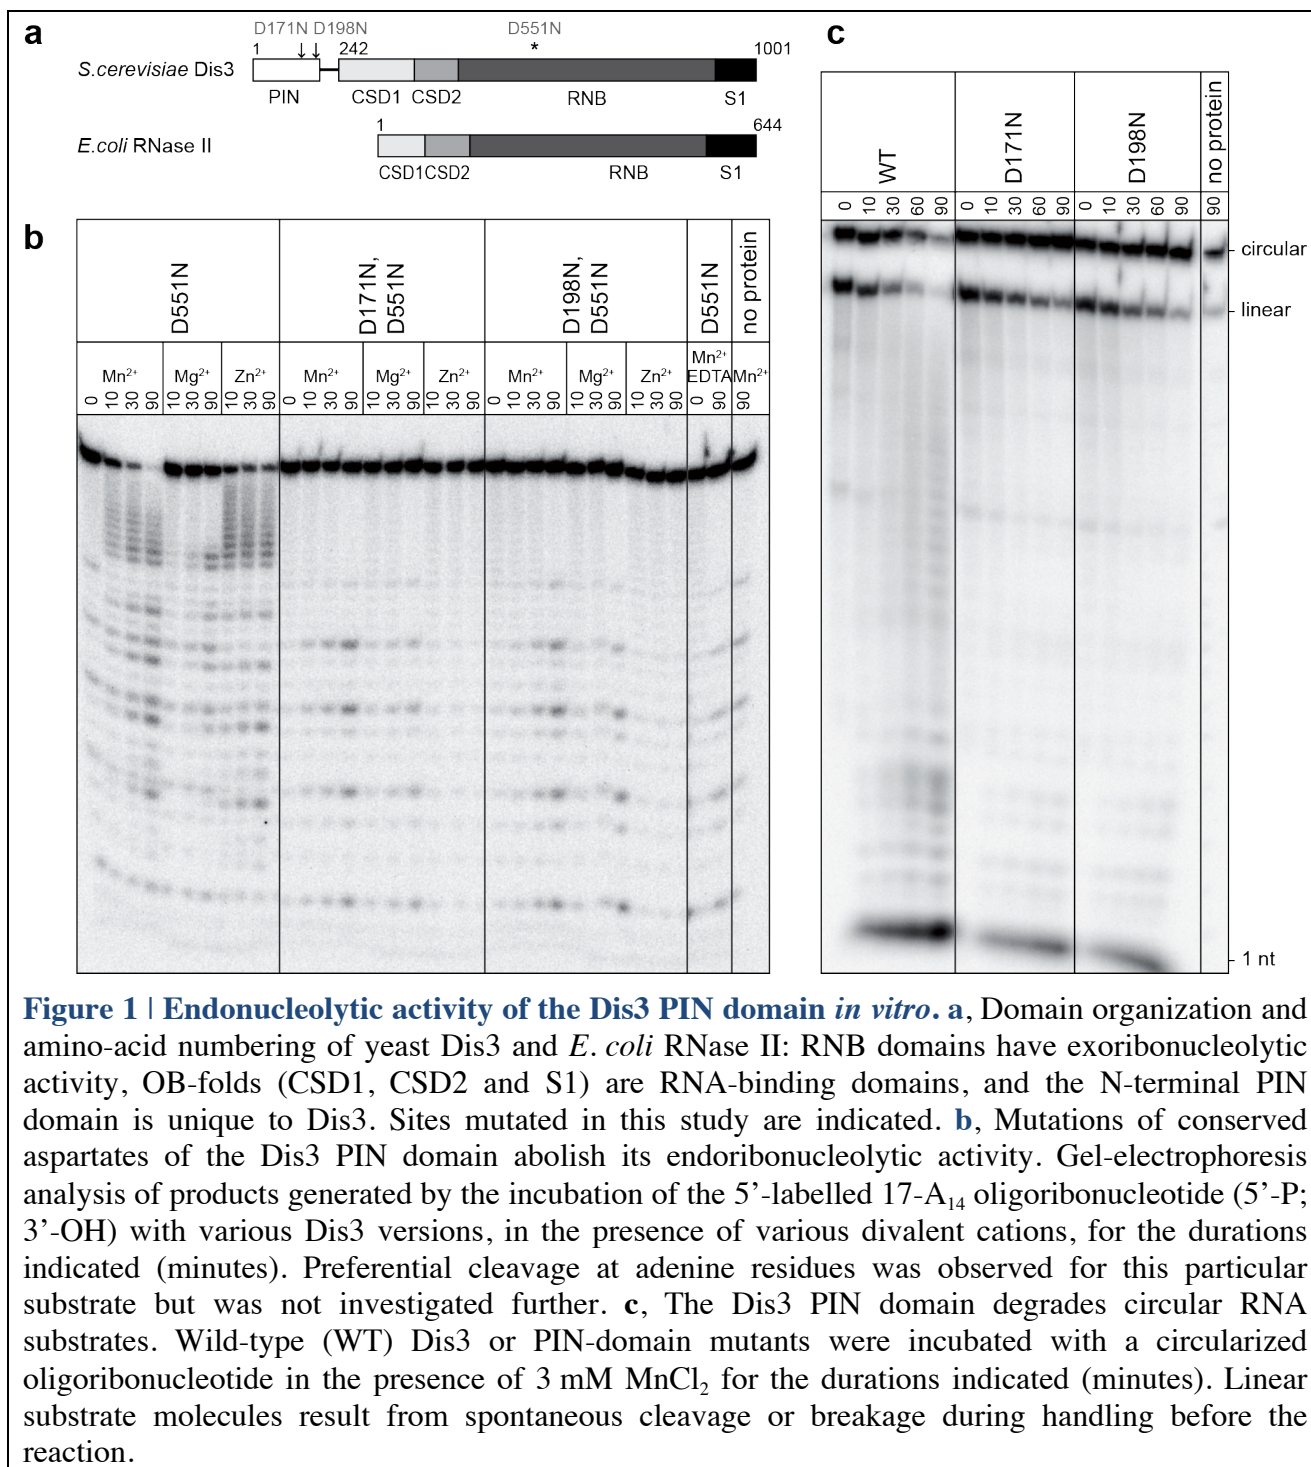 a
D171N D198N D551N
1 ↓ ↓ 242 * 1001
S.cerevisiae Dis3
PIN CSD1 CSD2 RNB S1
1 644
E.coli RNase II
CSD1CSD2 RNB S1
b
D551N
D171N,
D551N
D198N,
D551N
D551N
no protein
Mn²⁺ Mg²⁺ Zn²⁺ Mn²⁺ Mg²⁺ Zn²⁺ Mn²⁺ Mg²⁺ Zn²⁺ Mn²⁺ EDTA Mn²⁺
0 10 30 90 10 30 90 10 30 90 0 10 30 90 10 30 90 10 30 90 0 10 30 90 10 30 90 10 30 90 0 90 90
c
WT D171N D198N no protein
0 10 30 60 90 0 10 30 60 90 0 10 30 60 90 90
circular
linear
1 nt
Figure 1 | Endonucleolytic activity of the Dis3 PIN domain in vitro. a, Domain organization and
amino-acid numbering of yeast Dis3 and E. coli RNase II: RNB domains have exoribonucleolytic
activity, OB-folds (CSD1, CSD2 and S1) are RNA-binding domains, and the N-terminal PIN
domain is unique to Dis3. Sites mutated in this study are indicated. b, Mutations of conserved
aspartates of the Dis3 PIN domain abolish its endoribonucleolytic activity. Gel-electrophoresis
analysis of products generated by the incubation of the 5’-labelled 17-A₁₄ oligoribonucleotide (5’-P;
3’-OH) with various Dis3 versions, in the presence of various divalent cations, for the durations
indicated (minutes). Preferential cleavage at adenine residues was observed for this particular
substrate but was not investigated further. c, The Dis3 PIN domain degrades circular RNA
substrates. Wild-type (WT) Dis3 or PIN-domain mutants were incubated with a circularized
oligoribonucleotide in the presence of 3 mM MnCl₂ for the durations indicated (minutes). Linear
substrate molecules result from spontaneous cleavage or breakage during handling before the
reaction.